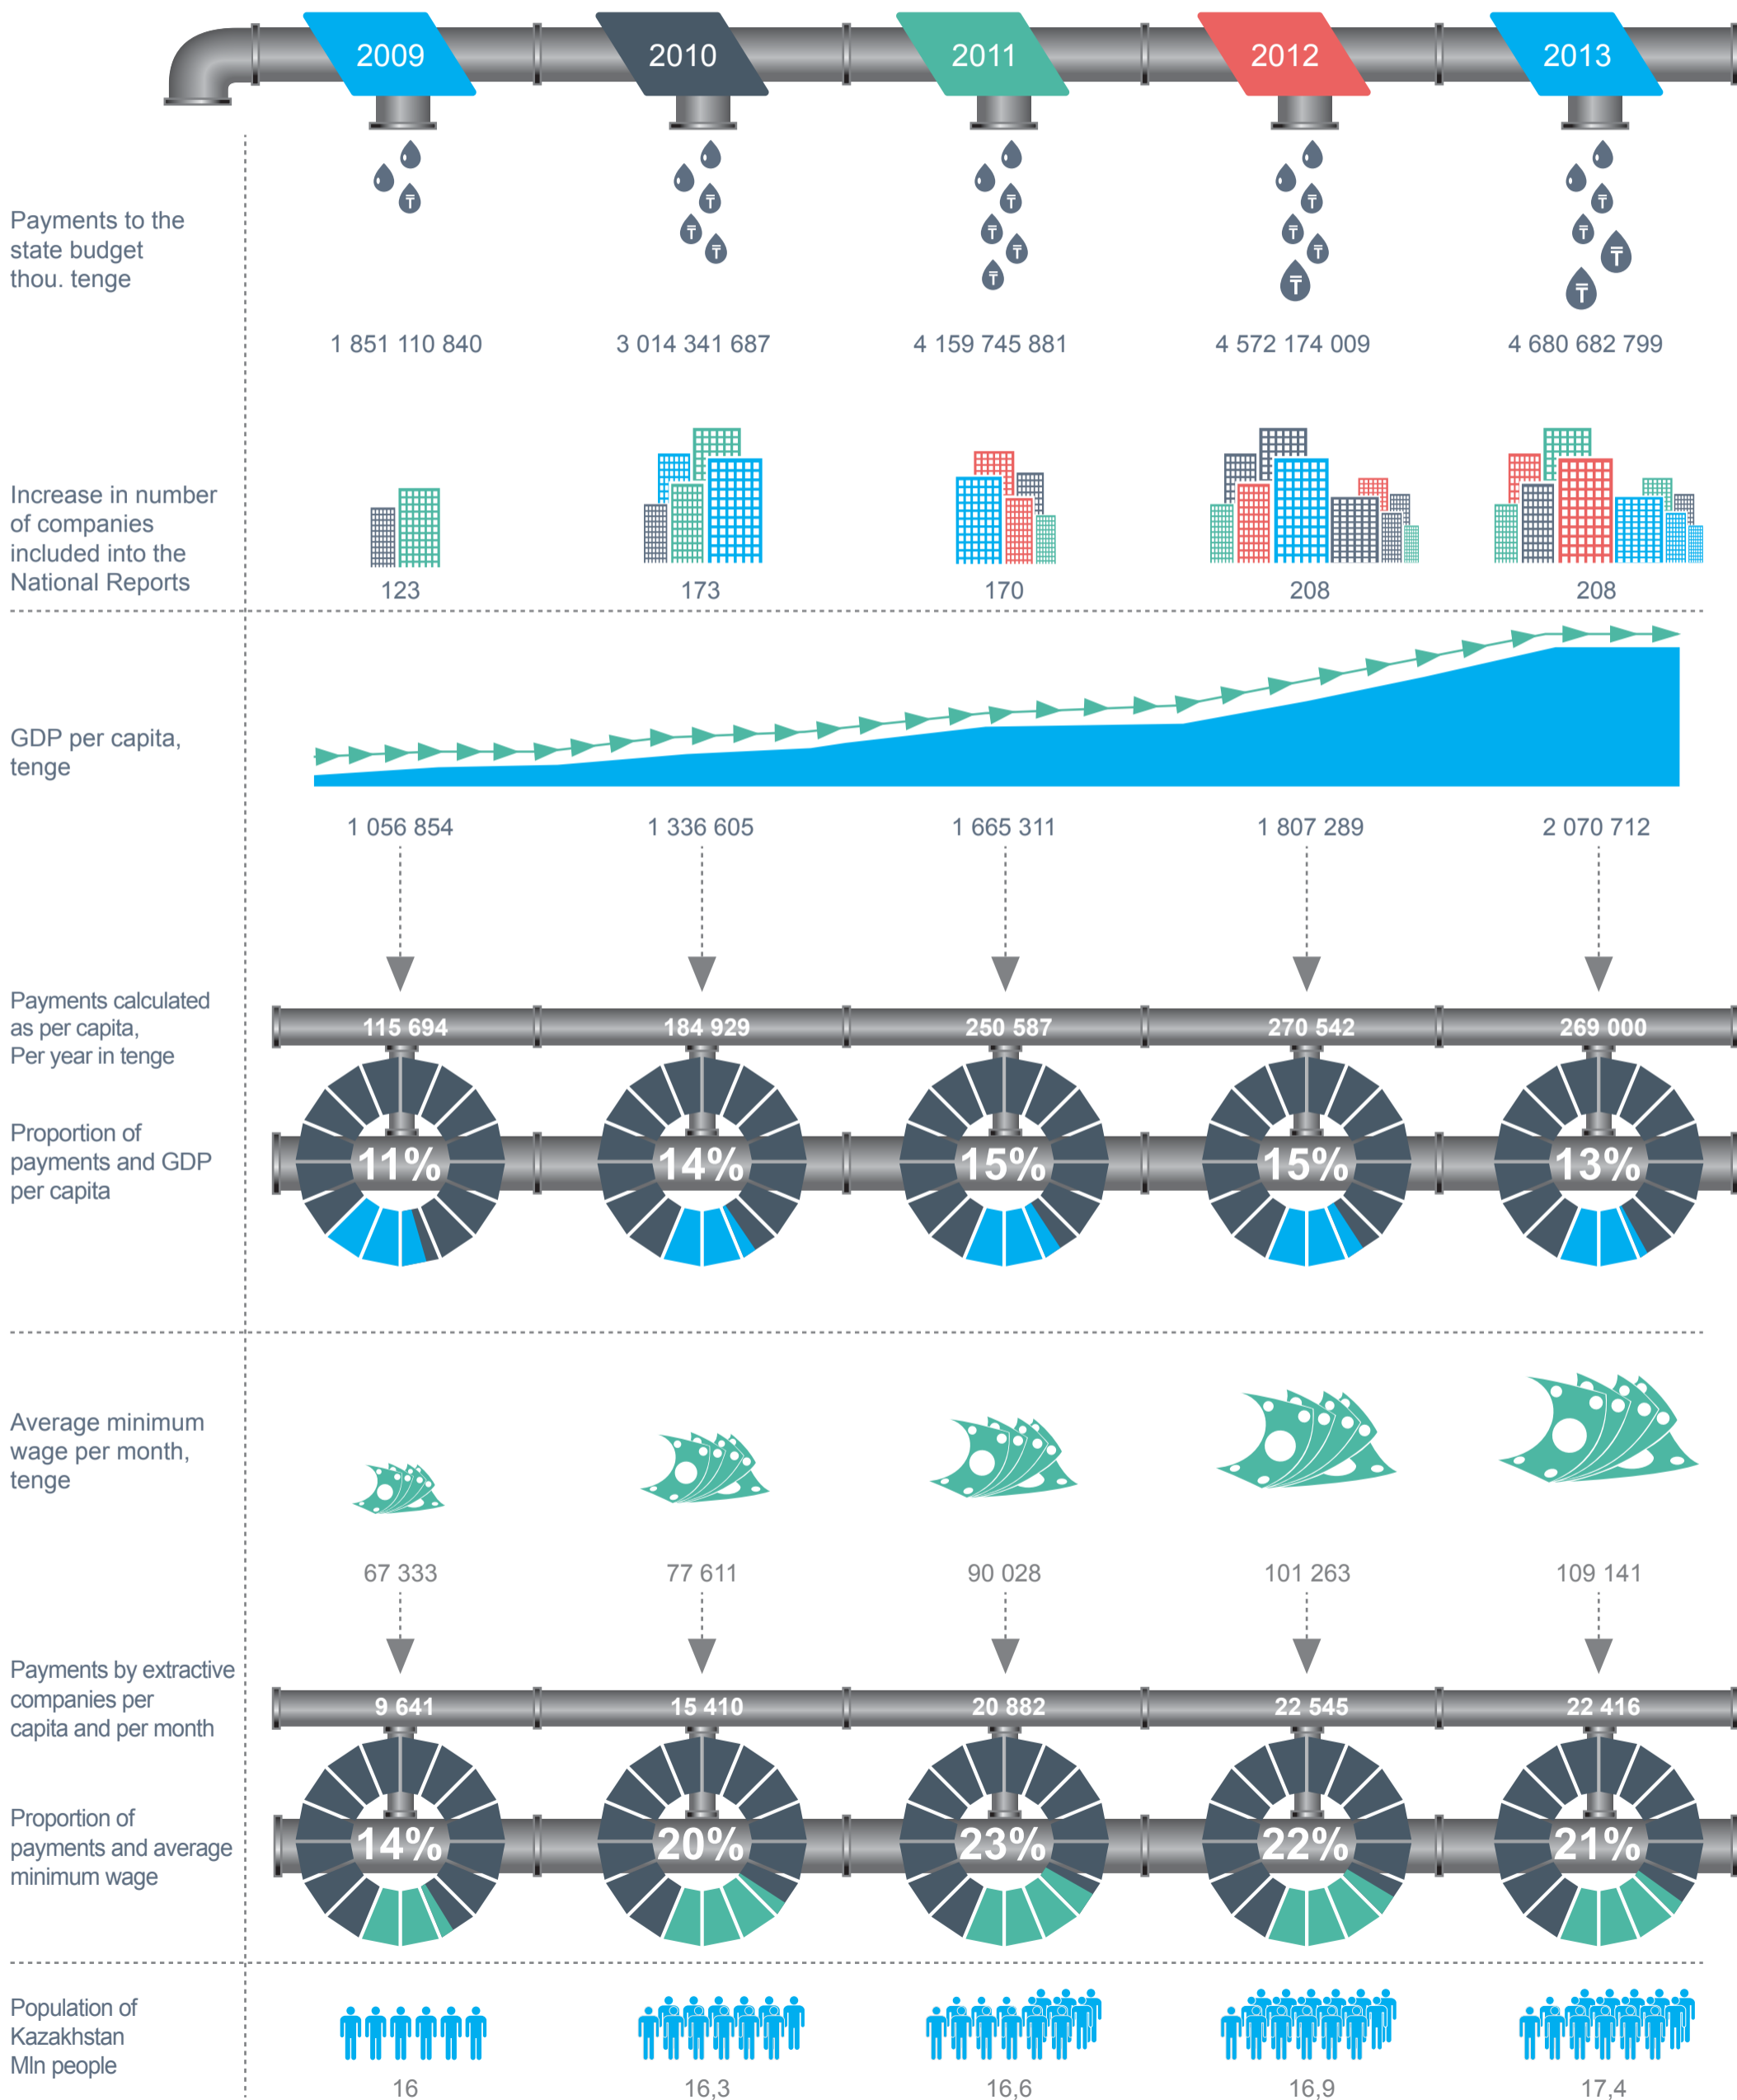 2009 2010 2011 2012 2013
Payments to the
state budget
thou. tenge
1 851 110 840 3 014 341 687 4 159 745 881 4 572 174 009 4 680 682 799
Increase in number
of companies
included into the
National Reports
123 173 170 208 208
GDP per capita,
tenge
1 056 854 1 336 605 1 665 311 1 807 289 2 070 712
Payments calculated
as per capita,
Per year in tenge
115 694 184 929 250 587 270 542 269 000
Proportion of
payments and GDP
per capita
11% 14% 15% 15% 13%
Average minimum
wage per month,
tenge
67 333 77 611 90 028 101 263 109 141
Payments by extractive
companies per
capita and per month
9 641 15 410 20 882 22 545 22 416
Proportion of
payments and average
minimum wage
14% 20% 23% 22% 21%
Population of
Kazakhstan
Mln people
16 16,3 16,6 16,9 17,4